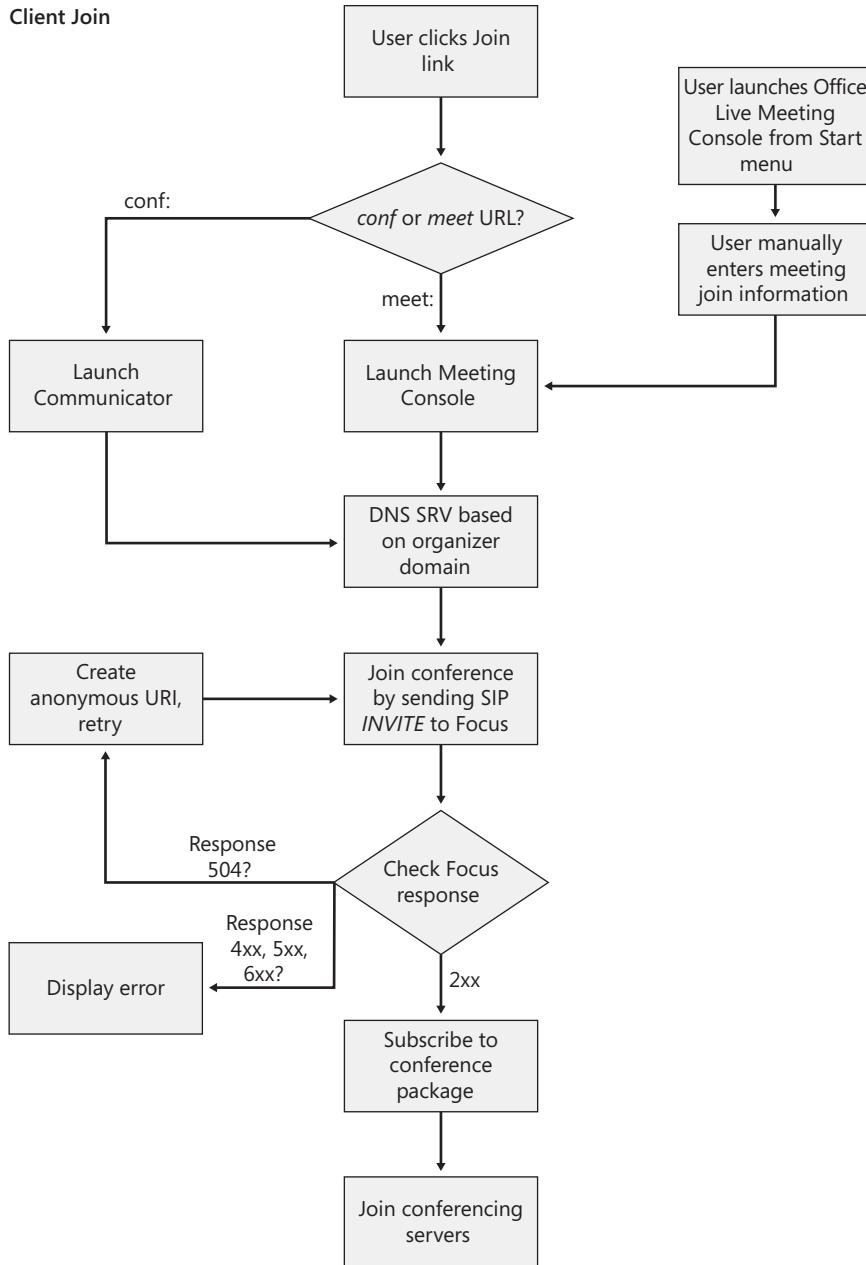 Client Join
User clicks Join
link
User launches Office
Live Meeting
Console from Start
menu
conf:
conf or meet URL?
User manually
enters meeting
join information
meet:
Launch
Communicator
Launch Meeting
Console
DNS SRV based
on organizer
domain
Create
anonymous URI,
retry
Join conference
by sending SIP
INVITE to Focus
Response
504?
Check Focus
response
Response
4xx, 5xx,
6xx?
Display error
2xx
Subscribe to
conference
package
Join conferencing
servers